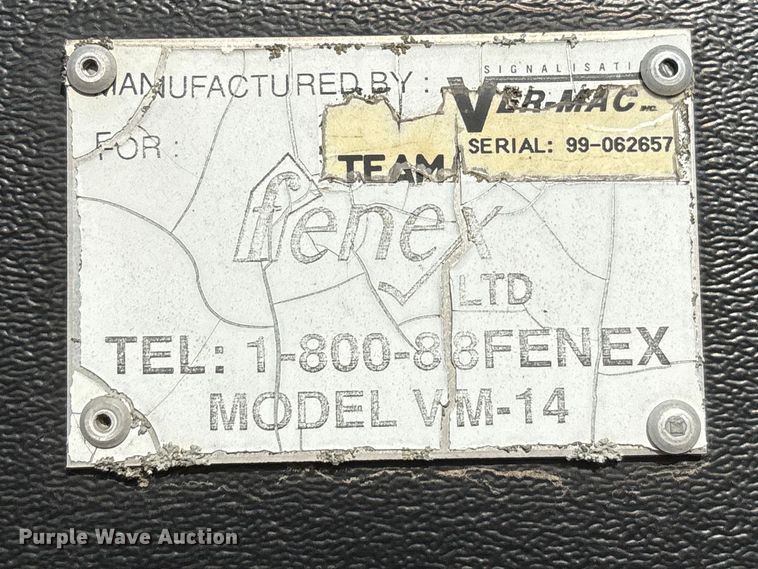 SIGNALISATI
MANUFACTURED BY : VER-MAC INC.
SERIAL: 99-062657
FOR : TEAM
fenex
LTD
TEL: 1-800-88FENEX
MODEL VM-14
Purple Wave Auction